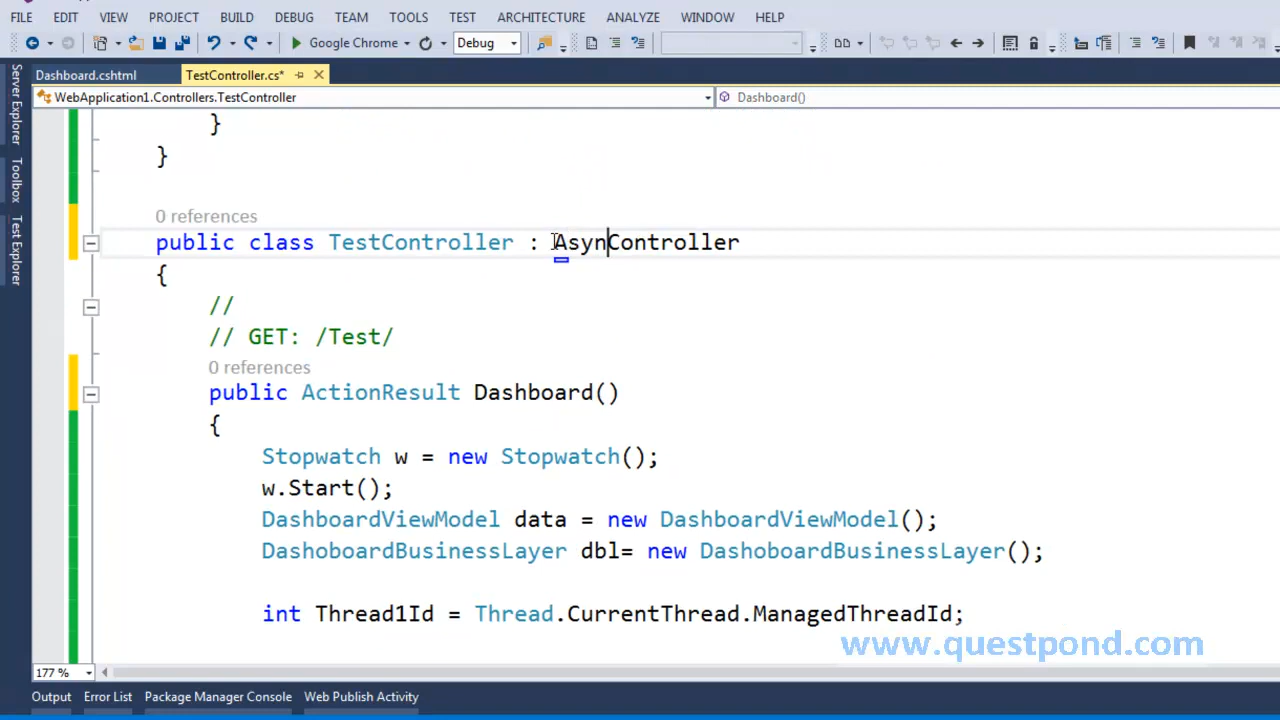 FILE EDIT VIEW PROJECT BUILD DEBUG TEAM TOOLS TEST ARCHITECTURE ANALYZE WINDOW HELP
Google Chrome Debug
Dashboard.cshtml TestController.cs*
WebApplication1.Controllers.TestController Dashboard()
Server Explorer
Toolbox
Test Explorer
}
}
0 references
public class TestController : AsynController
{
//
// GET: /Test/
0 references
public ActionResult Dashboard()
{
Stopwatch w = new Stopwatch();
w.Start();
DashboardViewModel data = new DashboardViewModel();
DashoboardBusinessLayer dbl= new DashoboardBusinessLayer();
int Thread1Id = Thread.CurrentThread.ManagedThreadId;
www.questpond.com
177 %
Output Error List Package Manager Console Web Publish Activity